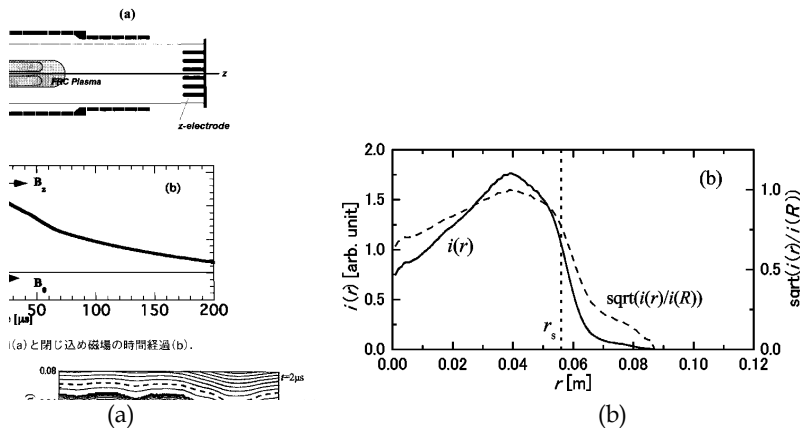 (a)
FRC Plasma
z
z-electrode
B_z
(b)
B_θ
50 100 150 200
[μs]
(a)と閉じ込め磁場の時間経過(b).
0.08
t=2μs
(a)
2.0
1.5
1.0
0.5
0.0
i(r) [arb. unit]
(b)
i(r)
sqrt(i(r)/i(R))
r_s
1.0
0.5
0.0
sqrt(i(r)/i(R))
0.00 0.02 0.04 0.06 0.08 0.10 0.12
r [m]
(b)